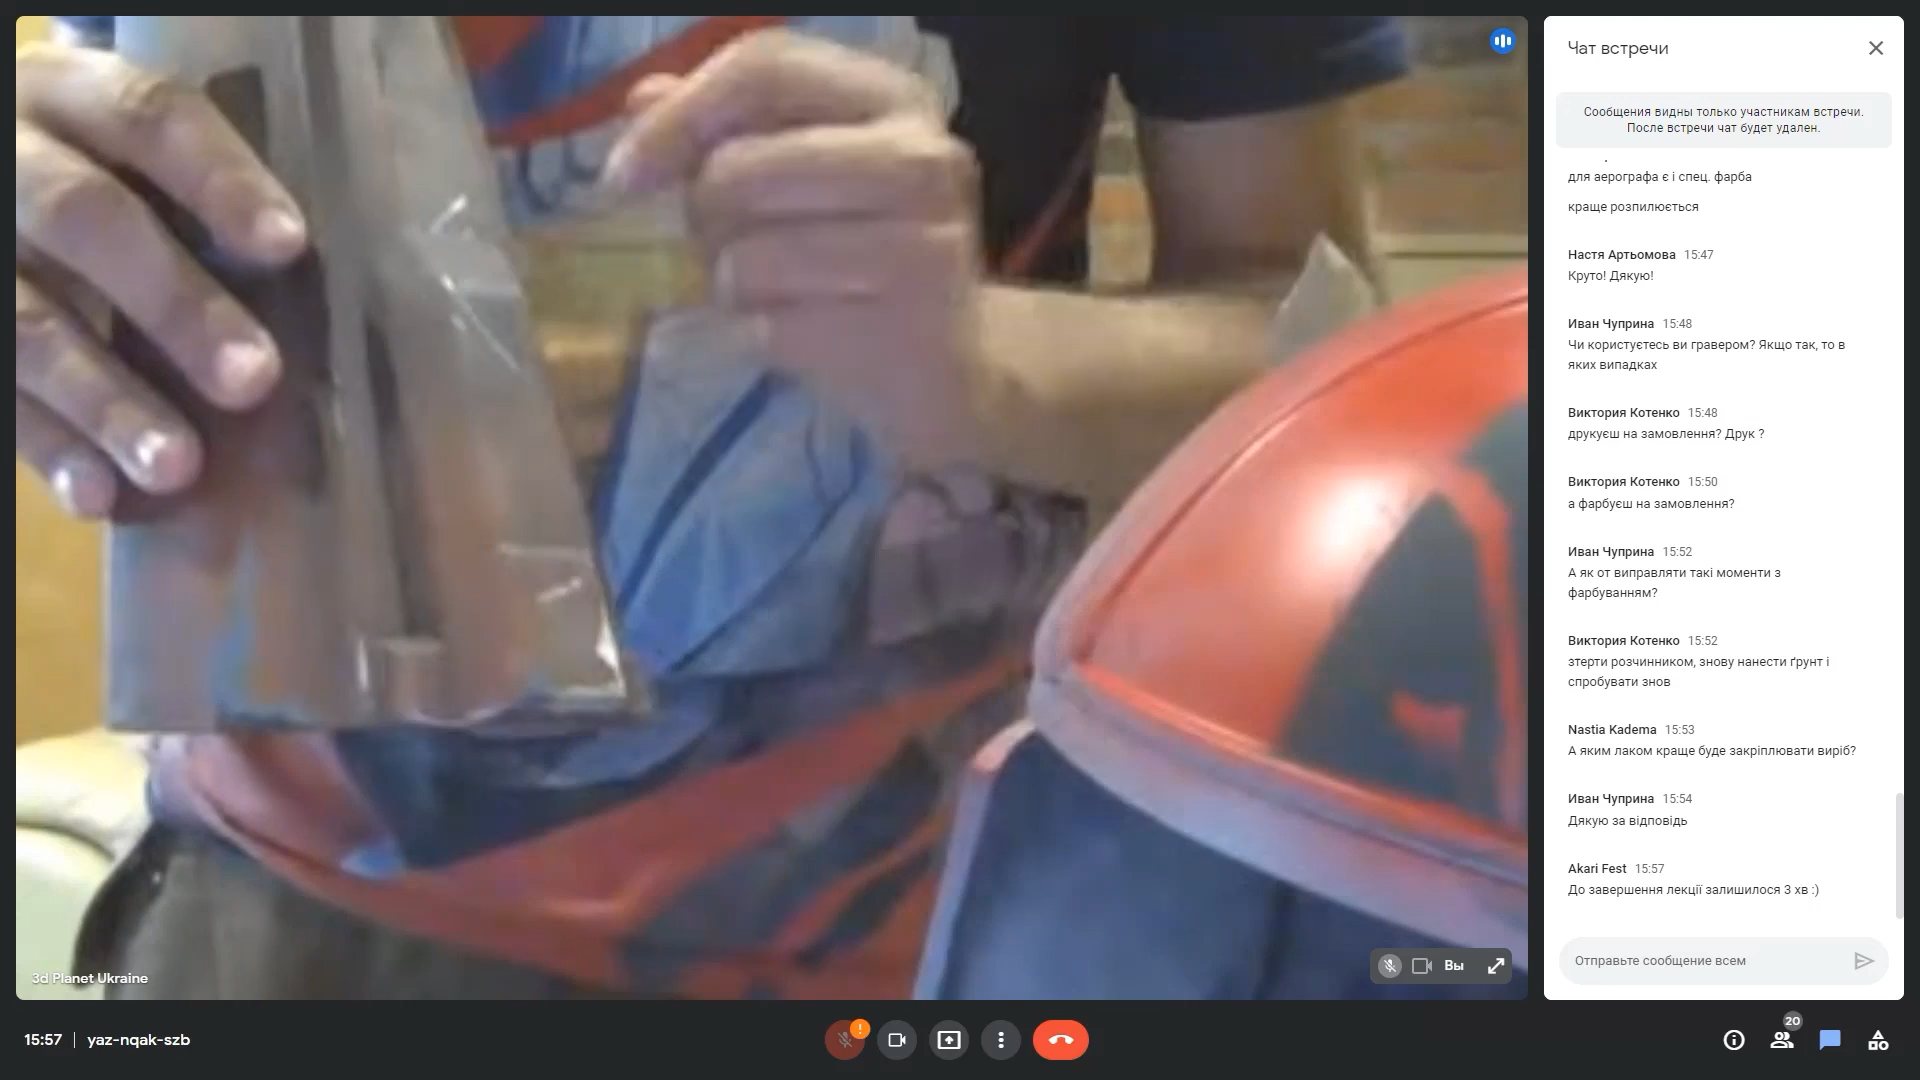 Чат встречи
Сообщения видны только участникам встречи.
После встречи чат будет удален.
для аерографа є і спец. фарба
краще розпилюється
Настя Артьомова 15:47
Круто! Дякую!
Иван Чуприна 15:48
Чи користуєтесь ви гравером? Якщо так, то в
яких випадках
Виктория Котенко 15:48
друкуєш на замовлення? Друк ?
Виктория Котенко 15:50
а фарбуєш на замовлення?
Иван Чуприна 15:52
А як от виправляти такі моменти з
фарбуванням?
Виктория Котенко 15:52
зтерти розчинником, знову нанести ґрунт і
спробувати знов
Nastia Kadema 15:53
А яким лаком краще буде закріплювати виріб?
Иван Чуприна 15:54
Дякую за відповідь
Akari Fest 15:57
До завершення лекції залишилося 3 хв :)
Отправьте сообщение всем
3d Planet Ukraine
Вы
15:57 | yaz-nqak-szb
!
20